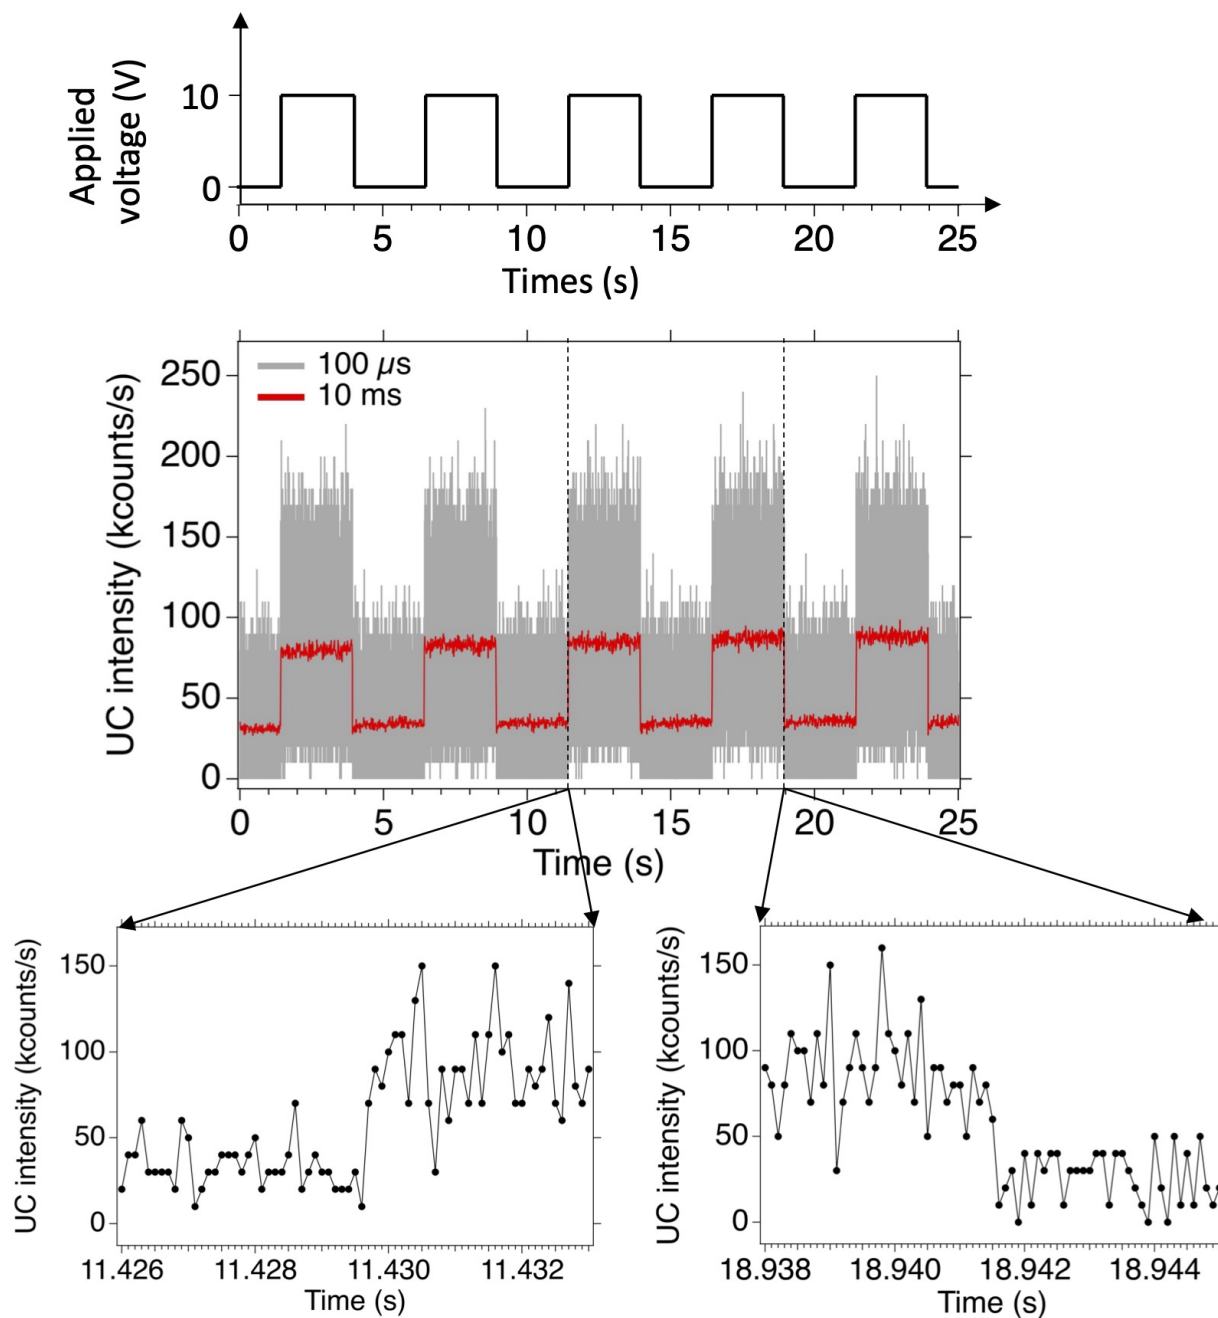 Applied
voltage (V)
10
0
0 5 10 15 20 25
Times (s)
UC intensity (kcounts/s)
250
200
150
100
50
0
100 µs
10 ms
0 5 10 15 20 25
Time (s)
UC intensity (kcounts/s)
150
100
50
0
11.426 11.428 11.430 11.432
Time (s)
UC intensity (kcounts/s)
150
100
50
0
18.938 18.940 18.942 18.944
Time (s)